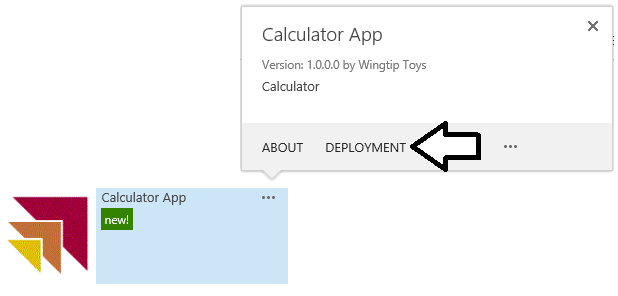 Calculator App
Version: 1.0.0.0 by Wingtip Toys
Calculator
ABOUT DEPLOYMENT ···
Calculator App ···
new!